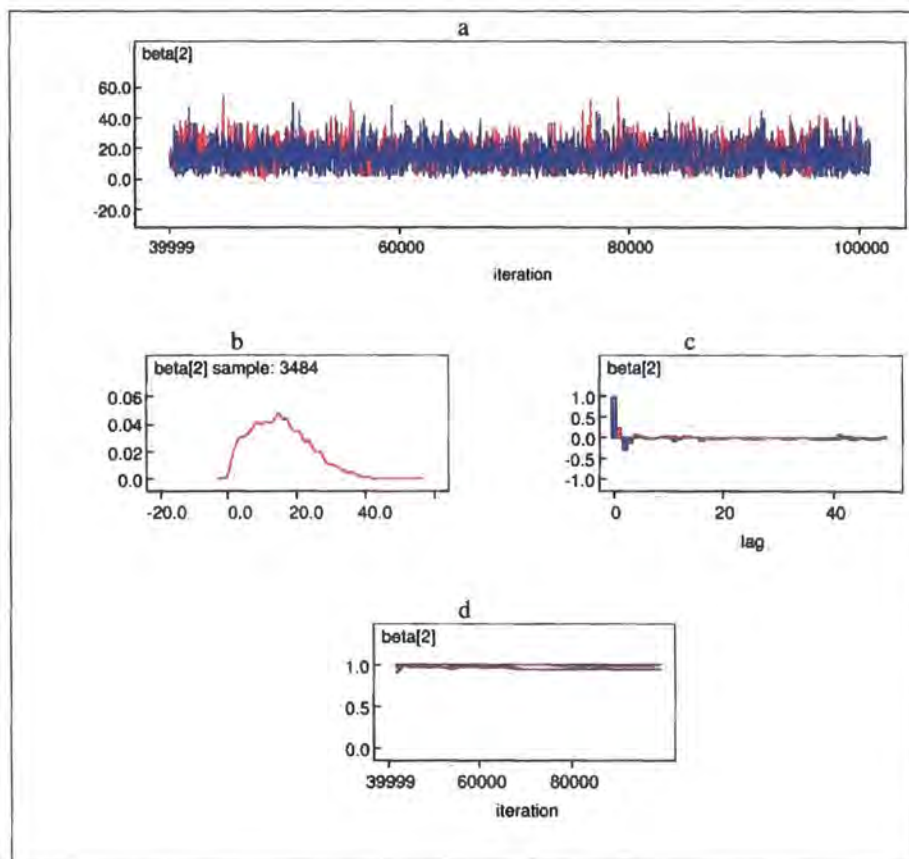 a
beta[2]
60.0
40.0
20.0
0.0
-20.0
39999 60000 80000 100000
iteration
b
beta[2] sample: 3484
0.06
0.04
0.02
0.0
-20.0 0.0 20.0 40.0
c
beta[2]
1.0
0.5
0.0
-0.5
-1.0
0 20 40
lag
d
beta[2]
1.0
0.5
0.0
39999 60000 80000
iteration